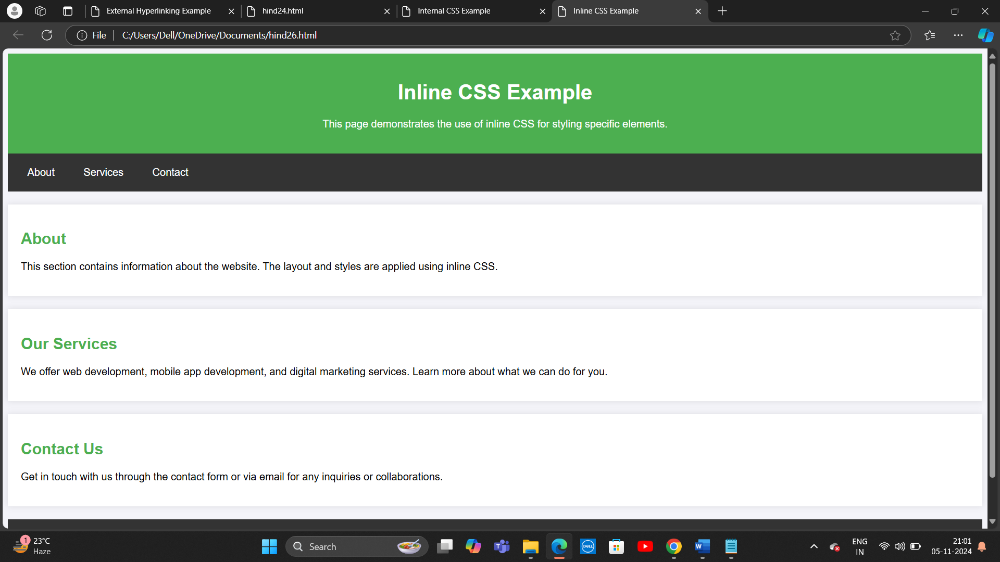 External Hyperlinking Example
hind24.html
Internal CSS Example
Inline CSS Example
File
C:/Users/Dell/OneDrive/Documents/hind26.html
Inline CSS Example
This page demonstrates the use of inline CSS for styling specific elements.
About Services Contact
About
This section contains information about the website. The layout and styles are applied using inline CSS.
Our Services
We offer web development, mobile app development, and digital marketing services. Learn more about what we can do for you.
Contact Us
Get in touch with us through the contact form or via email for any inquiries or collaborations.
1
23°C
Haze
Search
T
DELL
W
ENG
IN
21:01
05-11-2024